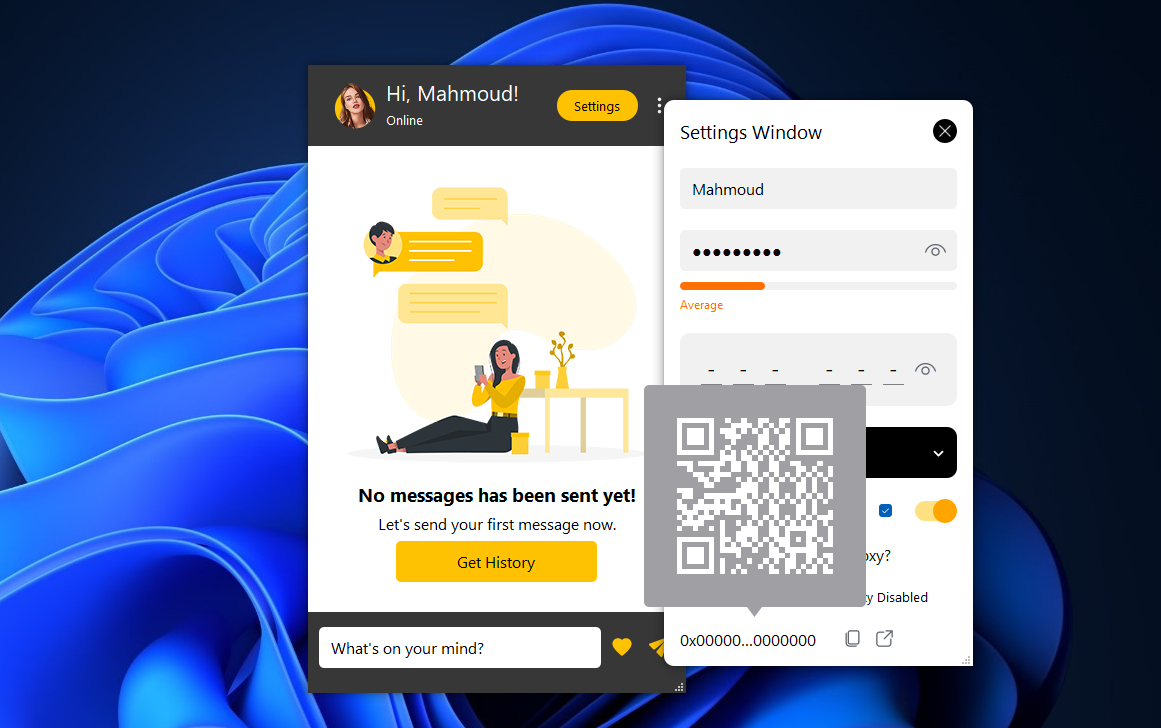 Hi, Mahmoud!
Online
Settings
No messages has been sent yet!
Let's send your first message now.
Get History
What's on your mind?
Settings Window
Mahmoud
●●●●●●●●●
Average
- - - - - -
Disabled
0x00000...0000000